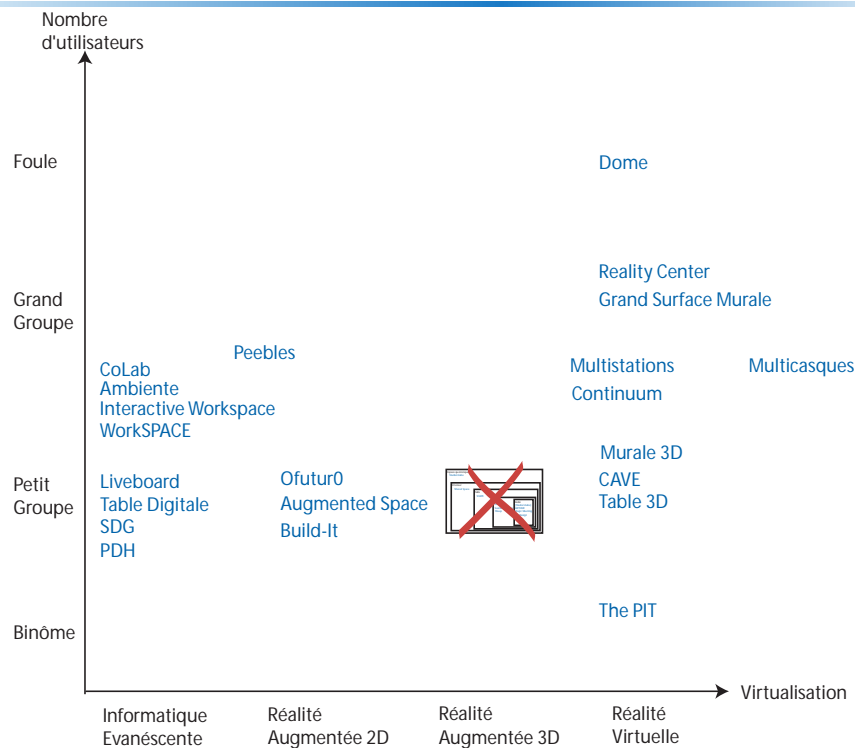 Nombre
d'utilisateurs
Foule
Dome
Reality Center
Grand
Groupe
Grand Surface Murale
Peebles
CoLab
Ambiente
Interactive Workspace
WorkSPACE
Multistations
Multicasques
Continuum
Murale 3D
Petit
Groupe
Liveboard
Table Digitale
SDG
PDH
Ofutur0
Augmented Space
Build-It
CAVE
Table 3D
The PIT
Binôme
Virtualisation
Informatique
Evanéscente
Réalité
Augmentée 2D
Réalité
Augmentée 3D
Réalité
Virtuelle